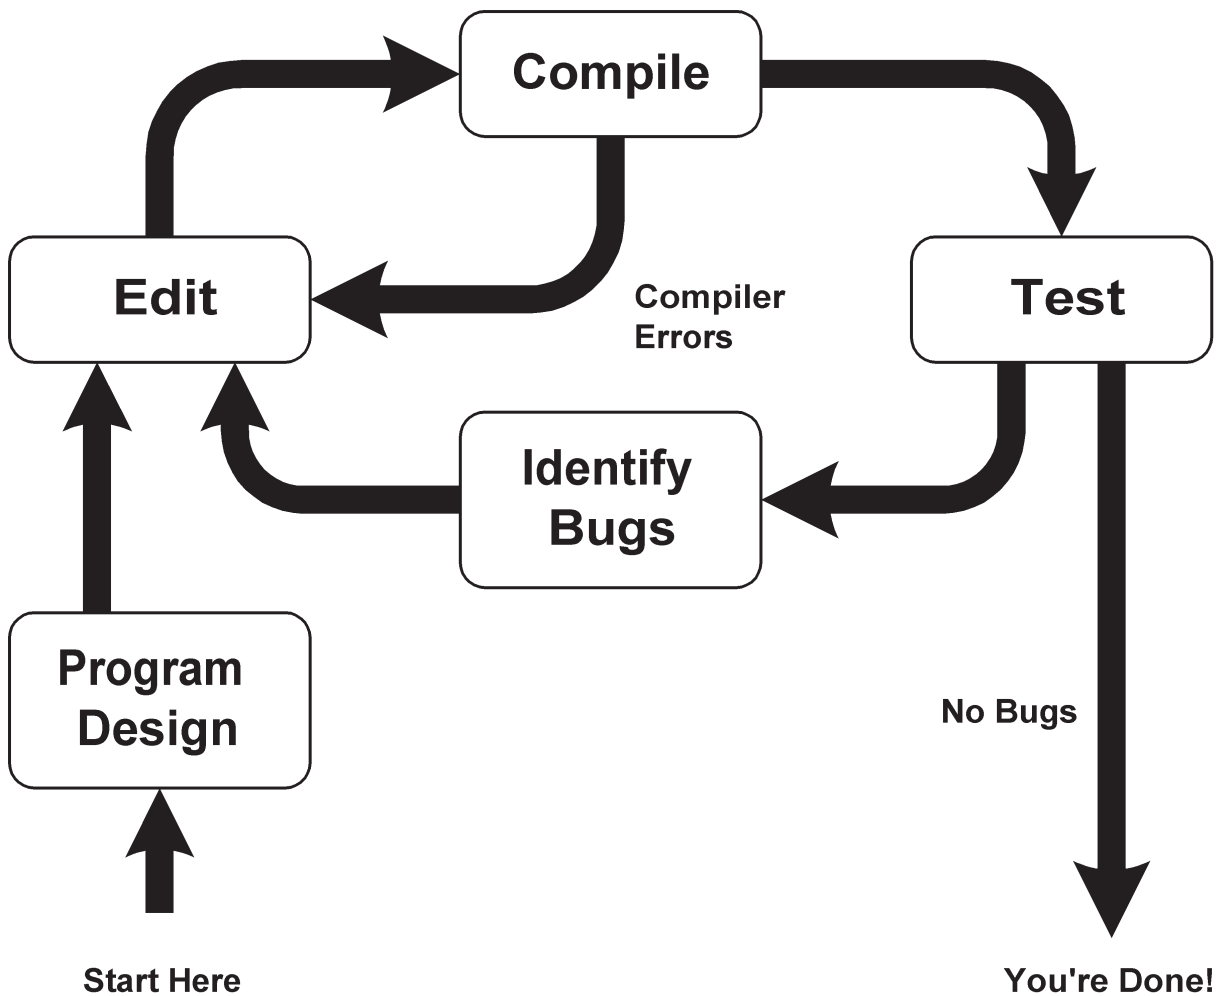 Compile
Edit
Test
Compiler
Errors
Identify
Bugs
Program
Design
No Bugs
Start Here
You're Done!